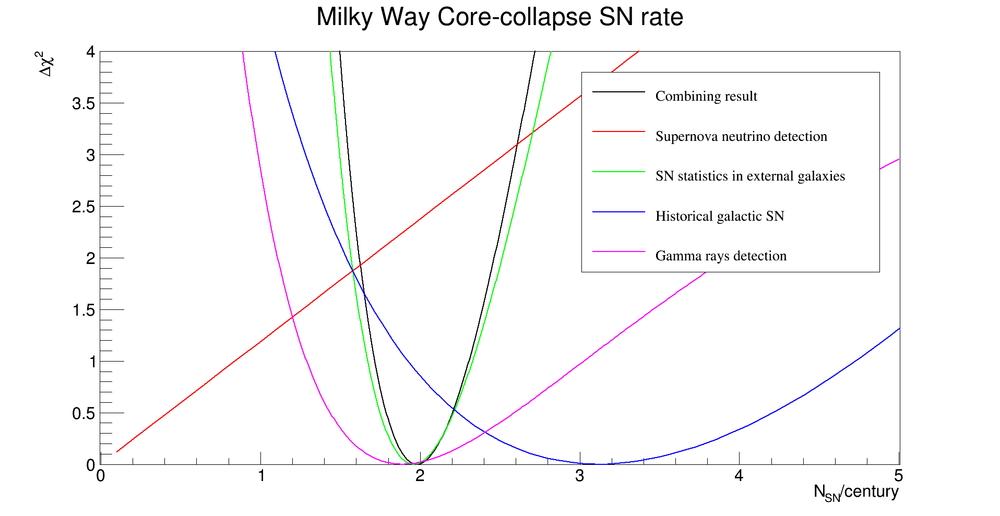 Milky Way Core-collapse SN rate
Δχ²
4
3.5
3
2.5
2
1.5
1
0.5
0
Combining result
Supernova neutrino detection
SN statistics in external galaxies
Historical galactic SN
Gamma rays detection
0 1 2 3 4 5
N_SN/century